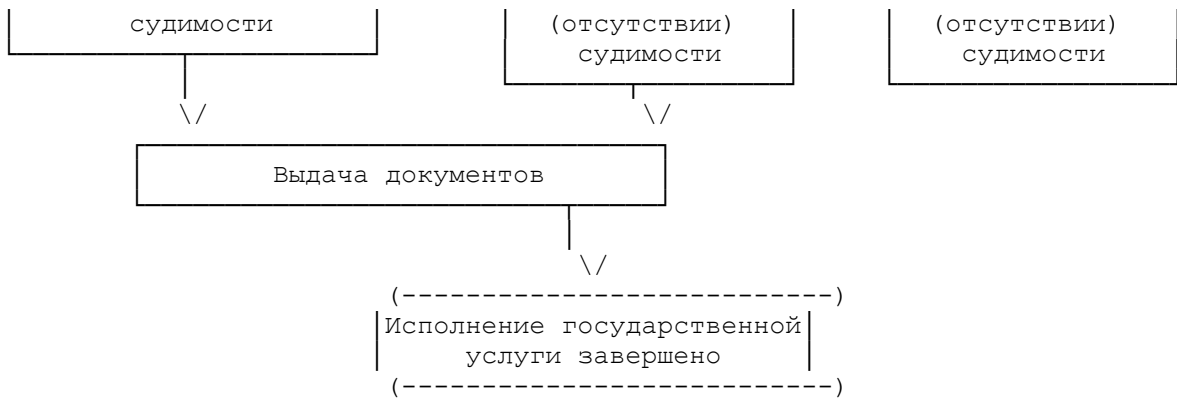 судимости (отсутствии) (отсутствии)
судимости судимости
\/ \/
Выдача документов
\/
(---------------------------)
Исполнение государственной
услуги завершено
(---------------------------)